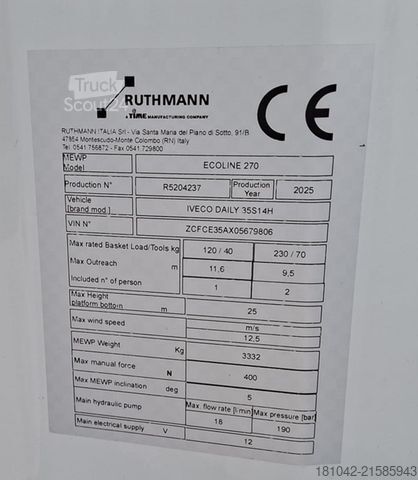 Truck
Scout24
RUTHMANN
A TIME MANUFACTURING COMPANY
CE
RUTHMANN ITALIA Srl - Via Santa Maria del Piano di Sotto, 91/B
47854 Montescudo-Monte Colombo (RN) Italy
Tel. 0541.756872 - Fax 0541.729800
MEWP Model ECOLINE 270
Production N° R5204237 Production Year 2025
Vehicle [brand mod.] IVECO DAILY 35S14H
VIN N° ZCFCE35AX05679806
Max rated Basket Load/Tools kg 120 / 40 230 / 70
Max Outreach m 11,6 9,5
Included n° of person 1 2
Max Height platform bottom m 25
Max wind speed m/s 12,5
MEWP Weight Kg 3332
Max manual force N 400
Max MEWP inclination deg 5
Main hydraulic pump Max. flow rate [l/min] Max pressure [bar]
18 190
Main electrical supply V 12
181042-21585943